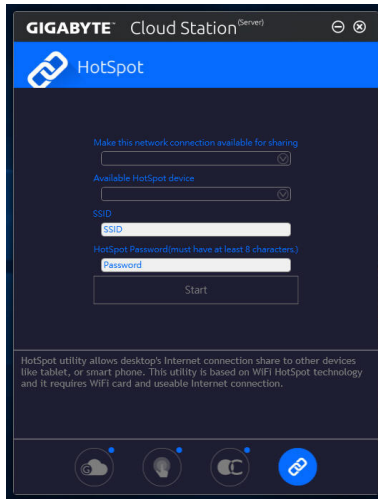 GIGABYTE™ Cloud Station(Server)
HotSpot
Make this network connection available for sharing
Available HotSpot device
SSID
SSID
HotSpot Password(must have at least 8 characters.)
Password
Start
HotSpot utility allows desktop's Internet connection share to other devices
like tablet, or smart phone. This utility is based on WiFi HotSpot technology
and it requires WiFi card and useable Internet connection.